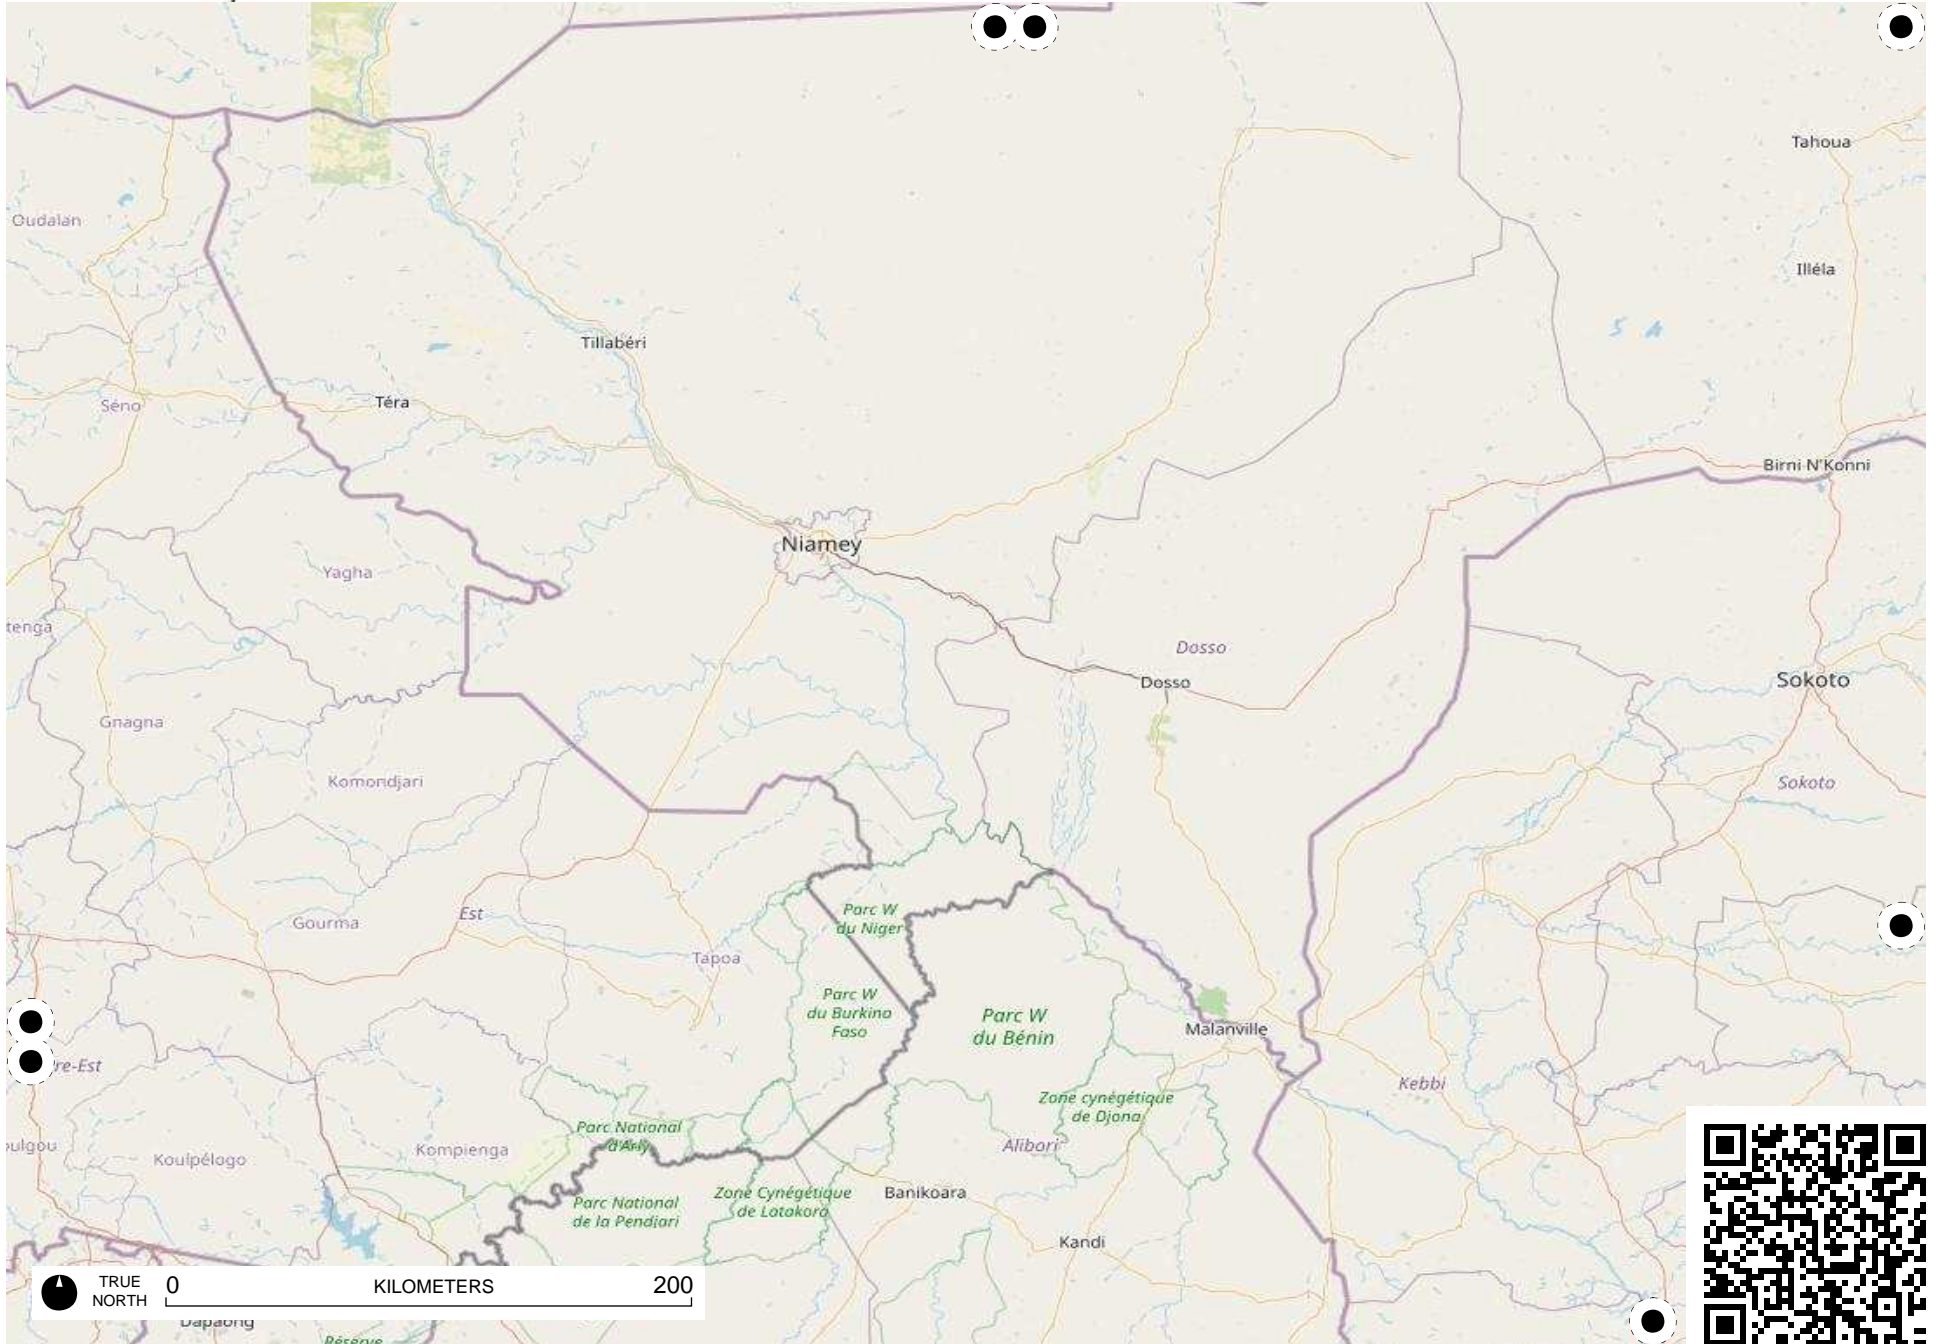 Tahoua
Oudalan
Illéla
Tillabéri
Téra
Séno
Birni N'Konni
Niamey
Yagha
tenga
Dosso
Dosso
Sokoto
Gnagna
Komondjari
Sokoto
Parc W
du Niger
Est
Gourma
Tapoa
Parc W
du Burkina
Faso
Parc W
du Bénin
Malanville
re-Est
Kebbi
Zone cynégétique
de Djona
Parc National
d'Arly
Alibori
oulgou
Koulpélogo
Kompienga
Zone Cynégétique
de Latakora
Banikoara
Parc National
de la Pendjari
Kandi
TRUE
NORTH
0 KILOMETERS 200
Dapaong
Réserve